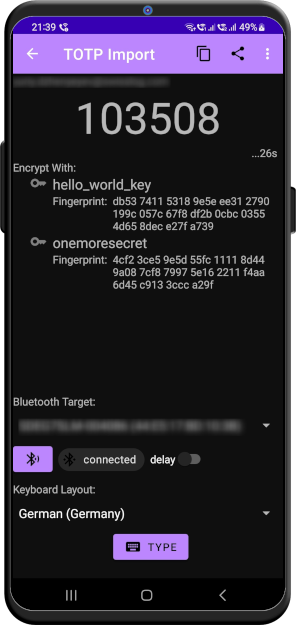 21:39 49%
TOTP Import
103508
...26s
Encrypt With:
hello_world_key
Fingerprint: db53 7411 5318 9e5e ee31 2790
199c 057c 67f8 df2b 0cbc 0355
4d65 8dec e27f a739
onemoresecret
Fingerprint: 4cf2 3ce5 9e5d 55fc 1111 8d44
9a08 7cf8 7997 5e16 2211 f4aa
6d45 c913 3ccc a29f
Bluetooth Target:
connected delay
Keyboard Layout:
German (Germany)
TYPE